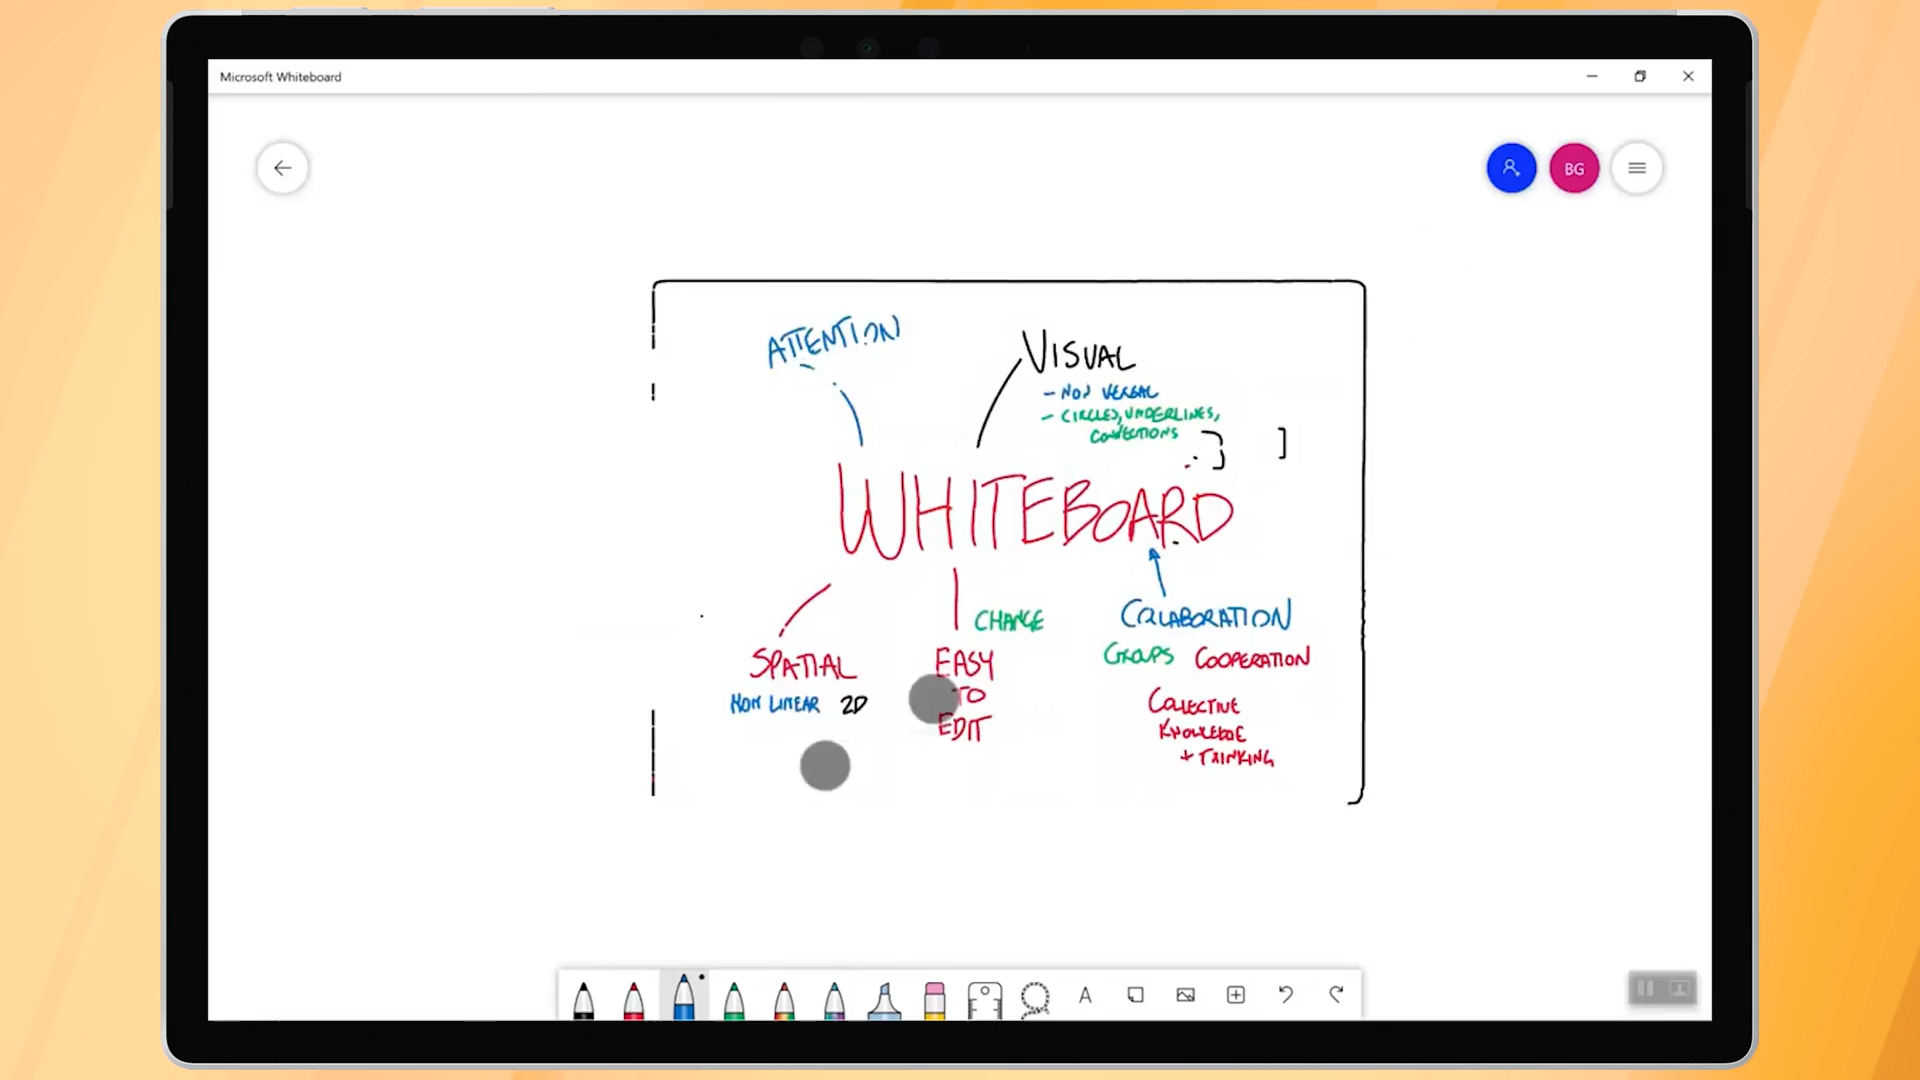 Microsoft Whiteboard
BG
ATTENTION
VISUAL
- NON VERBAL
- CIRCLES, UNDERLINES,
CONNECTIONS
WHITEBOARD
CHANGE
COLLABORATION
SPATIAL
EASY
GROUPS COOPERATION
NON LINEAR 2D
TO
COLLECTIVE
EDIT
KNOWLEDGE
+ THINKING
A